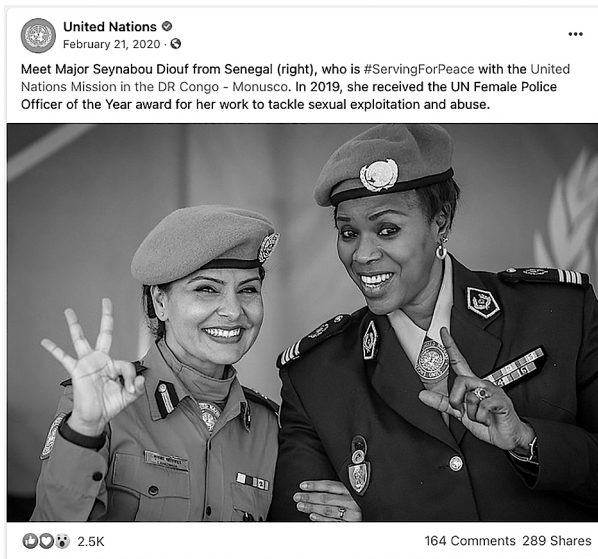 United Nations
February 21, 2020 ·
Meet Major Seynabou Diouf from Senegal (right), who is #ServingForPeace with the United
Nations Mission in the DR Congo - Monusco. In 2019, she received the UN Female Police
Officer of the Year award for her work to tackle sexual exploitation and abuse.
2.5K
164 Comments 289 Shares